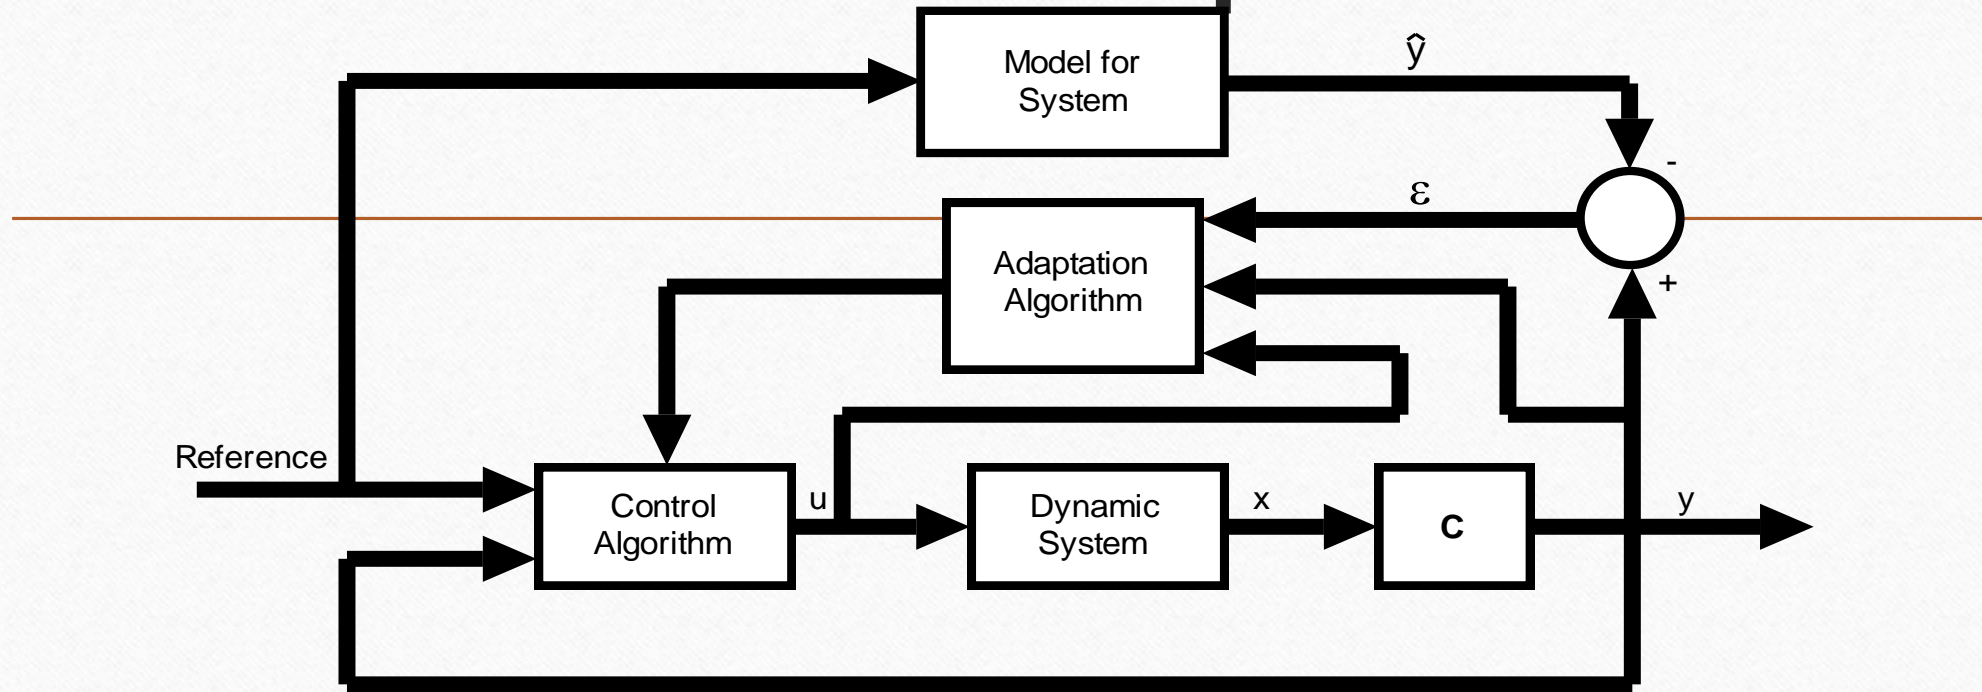 Model for
System
ŷ
-
ε
Adaptation
Algorithm
+
Reference
Control
Algorithm
u
Dynamic
System
x
C
y